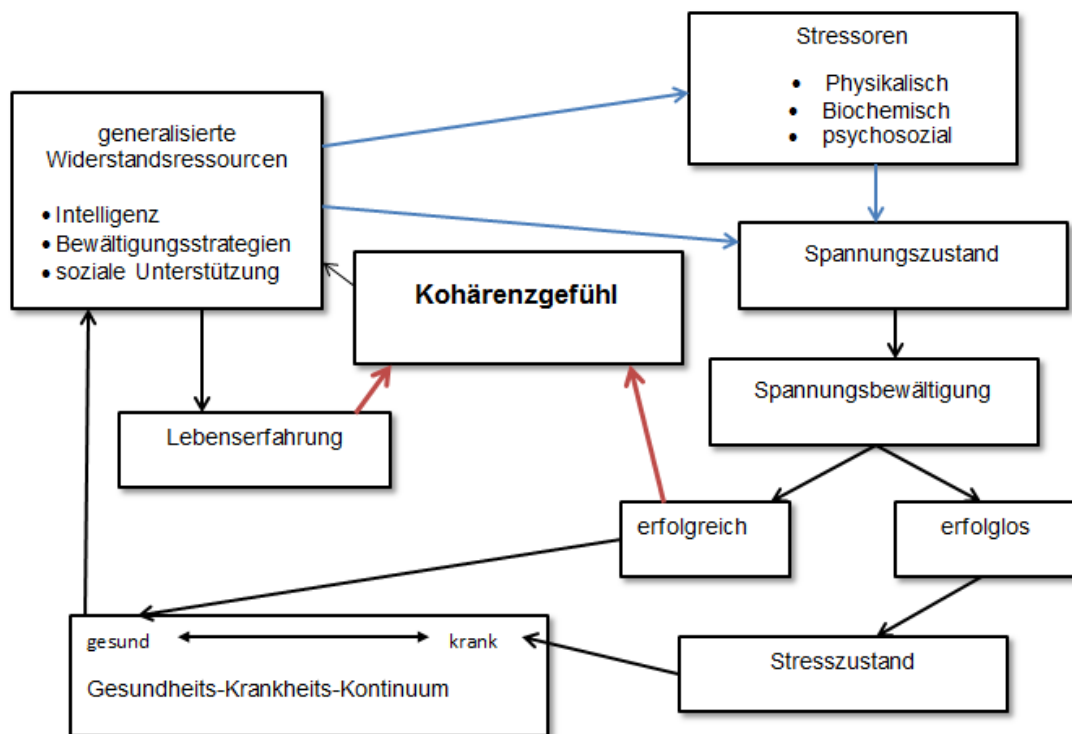 Stressoren
• Physikalisch
• Biochemisch
• psychosozial
generalisierte
Widerstandsressourcen
• Intelligenz
• Bewältigungsstrategien
• soziale Unterstützung
Spannungszustand
Kohärenzgefühl
Spannungsbewältigung
Lebenserfahrung
erfolgreich
erfolglos
gesund
krank
Gesundheits-Krankheits-Kontinuum
Stresszustand